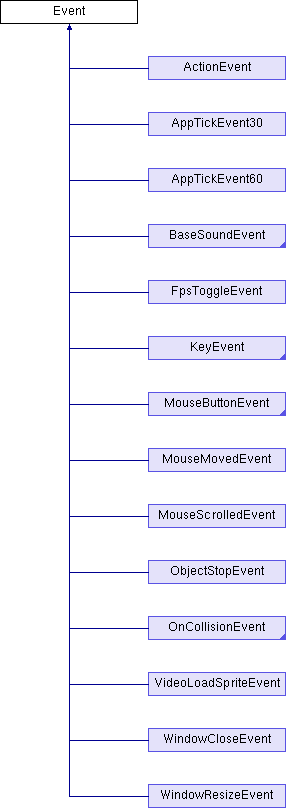 Event
ActionEvent
AppTickEvent30
AppTickEvent60
BaseSoundEvent
FpsToggleEvent
KeyEvent
MouseButtonEvent
MouseMovedEvent
MouseScrolledEvent
ObjectStopEvent
OnCollisionEvent
VideoLoadSpriteEvent
WindowCloseEvent
WindowResizeEvent